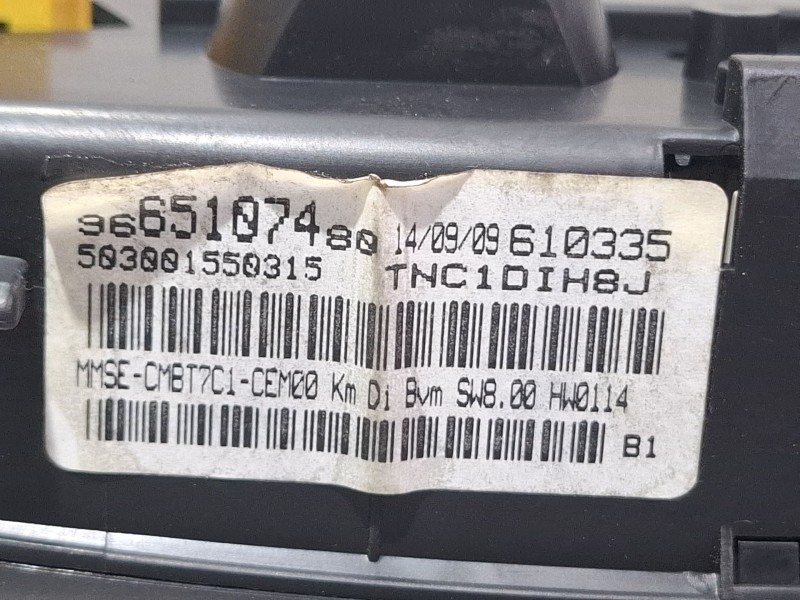 9665107480 14/09/09 610335
503001550315 TNC1DIH8J
MMSE-CMBT7C1-CEM00 Km Di Bvm SW8.00 HW0114
B1